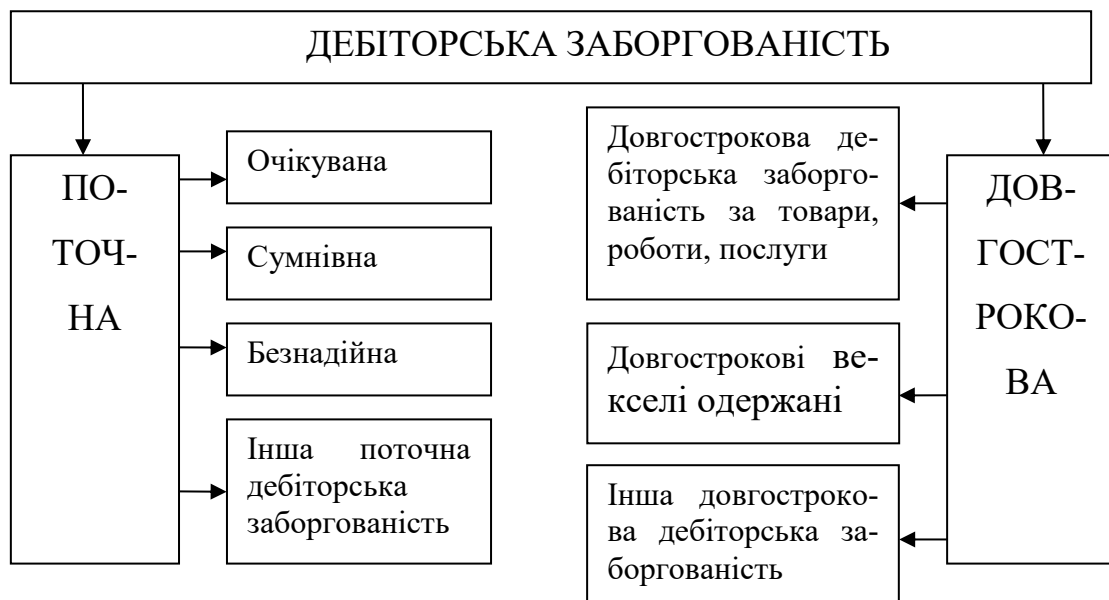 ДЕБІТОРСЬКА ЗАБОРГОВАНІСТЬ
ПО-
ТОЧ-
НА
Очікувана
Сумнівна
Безнадійна
Інша поточна
дебіторська
заборгованість
Довгострокова де-
біторська заборго-
ваність за товари,
роботи, послуги
Довгострокові ве-
кселі одержані
Інша довгостроко-
ва дебіторська за-
боргованість
ДОВ-
ГОСТ-
РОКО-
ВА